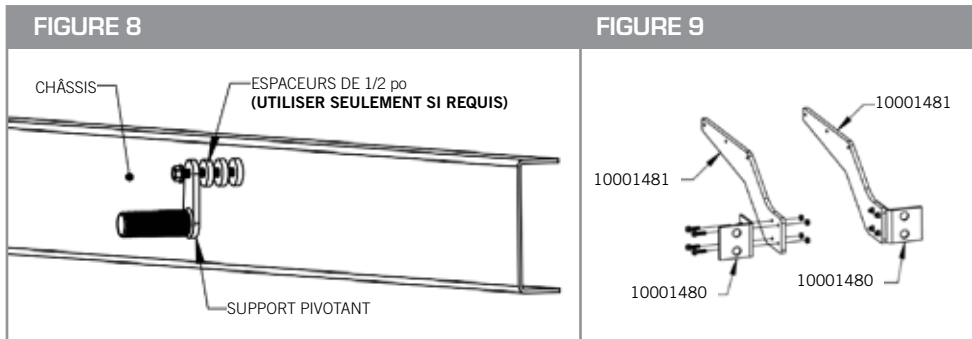 FIGURE 8
CHÂSSIS
ESPACEURS DE 1/2 po
(UTILISER SEULEMENT SI REQUIS)
SUPPORT PIVOTANT
FIGURE 9
10001481
10001481
10001480
10001480